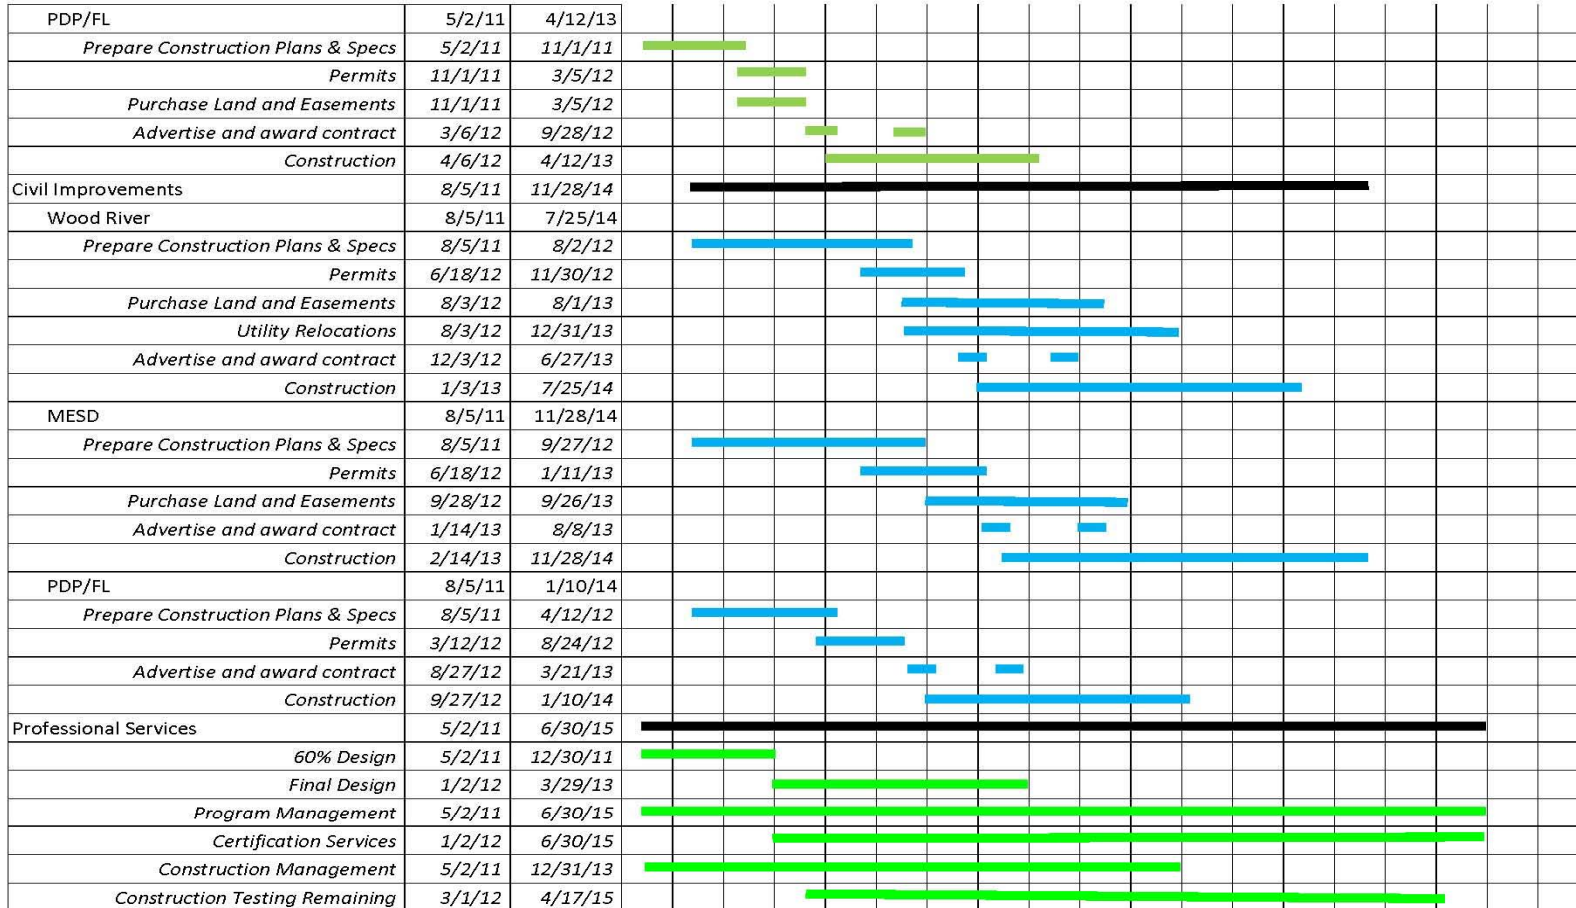 PDP/FL 5/2/11 4/12/13
Prepare Construction Plans & Specs 5/2/11 11/1/11
Permits 11/1/11 3/5/12
Purchase Land and Easements 11/1/11 3/5/12
Advertise and award contract 3/6/12 9/28/12
Construction 4/6/12 4/12/13
Civil Improvements 8/5/11 11/28/14
Wood River 8/5/11 7/25/14
Prepare Construction Plans & Specs 8/5/11 8/2/12
Permits 6/18/12 11/30/12
Purchase Land and Easements 8/3/12 8/1/13
Utility Relocations 8/3/12 12/31/13
Advertise and award contract 12/3/12 6/27/13
Construction 1/3/13 7/25/14
MESD 8/5/11 11/28/14
Prepare Construction Plans & Specs 8/5/11 9/27/12
Permits 6/18/12 1/11/13
Purchase Land and Easements 9/28/12 9/26/13
Advertise and award contract 1/14/13 8/8/13
Construction 2/14/13 11/28/14
PDP/FL 8/5/11 1/10/14
Prepare Construction Plans & Specs 8/5/11 4/12/12
Permits 3/12/12 8/24/12
Advertise and award contract 8/27/12 3/21/13
Construction 9/27/12 1/10/14
Professional Services 5/2/11 6/30/15
60% Design 5/2/11 12/30/11
Final Design 1/2/12 3/29/13
Program Management 5/2/11 6/30/15
Certification Services 1/2/12 6/30/15
Construction Management 5/2/11 12/31/13
Construction Testing Remaining 3/1/12 4/17/15